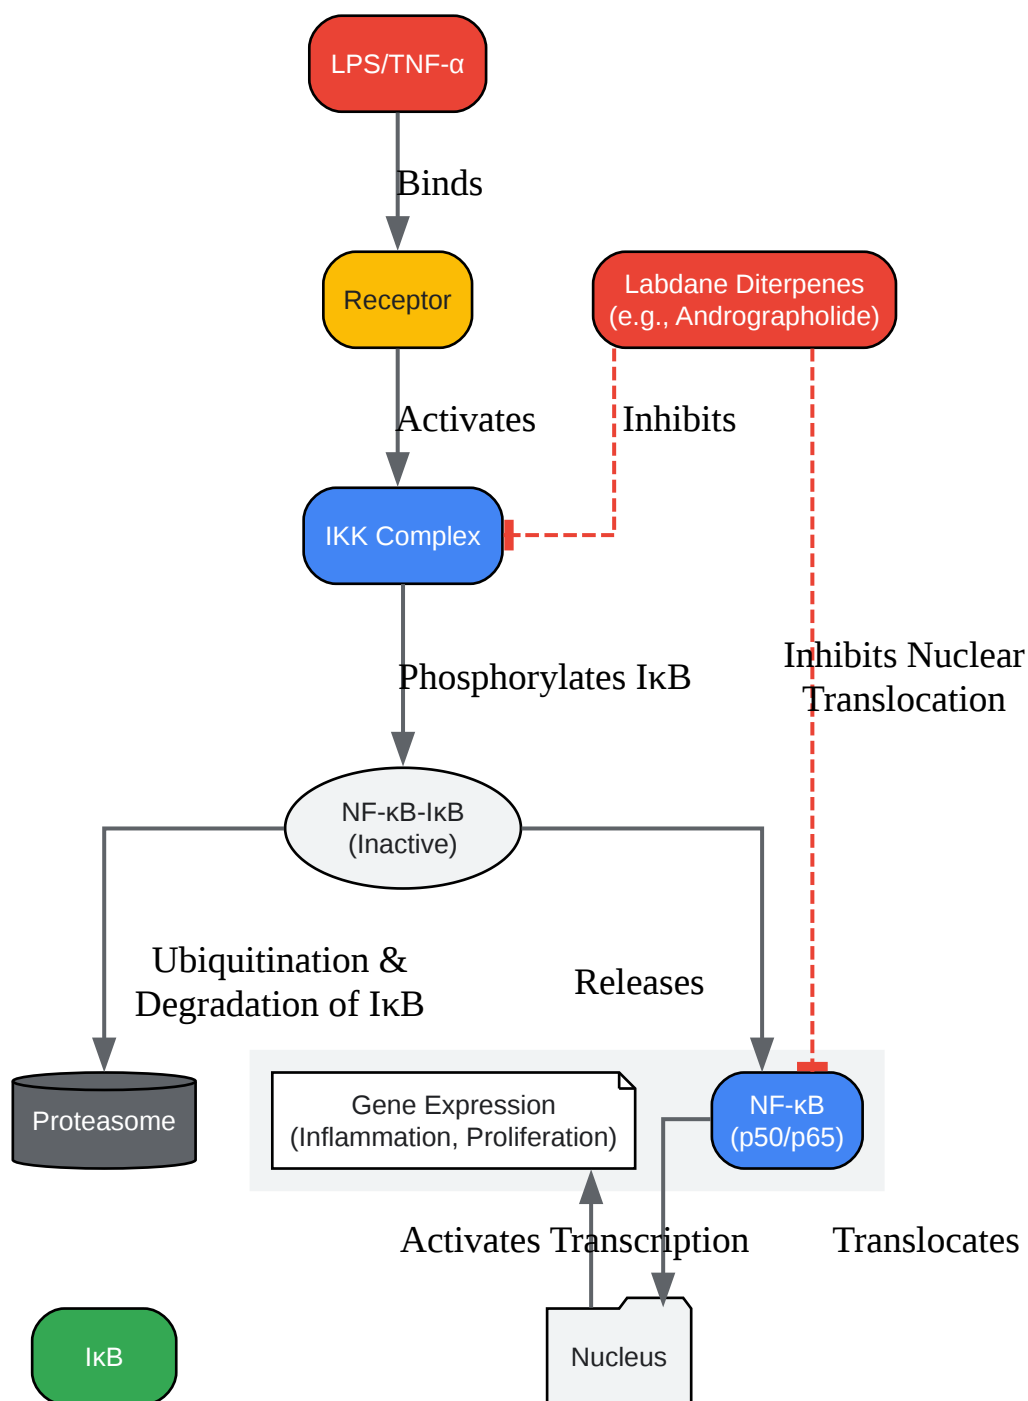 LPS/TNF-α
Binds
Receptor
Labdane Diterpenes
(e.g., Andrographolide)
Activates
Inhibits
IKK Complex
Phosphorylates IκB
Inhibits Nuclear
Translocation
NF-κB-IκB
(Inactive)
Ubiquitination &
Degradation of IκB
Releases
Proteasome
Gene Expression
(Inflammation, Proliferation)
NF-κB
(p50/p65)
Activates Transcription
Translocates
IκB
Nucleus